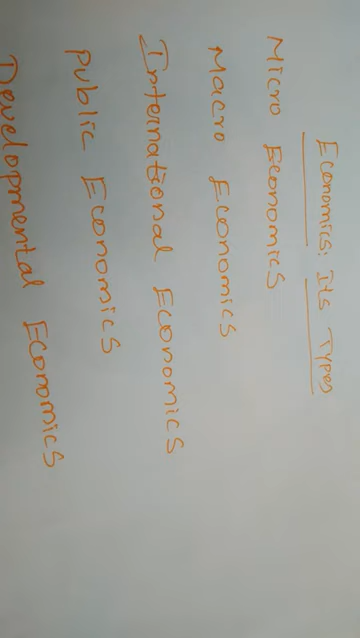 Economics: Its Types
Micro Economics
Macro Economics
International Economics
Public Economics
Developmental Economics